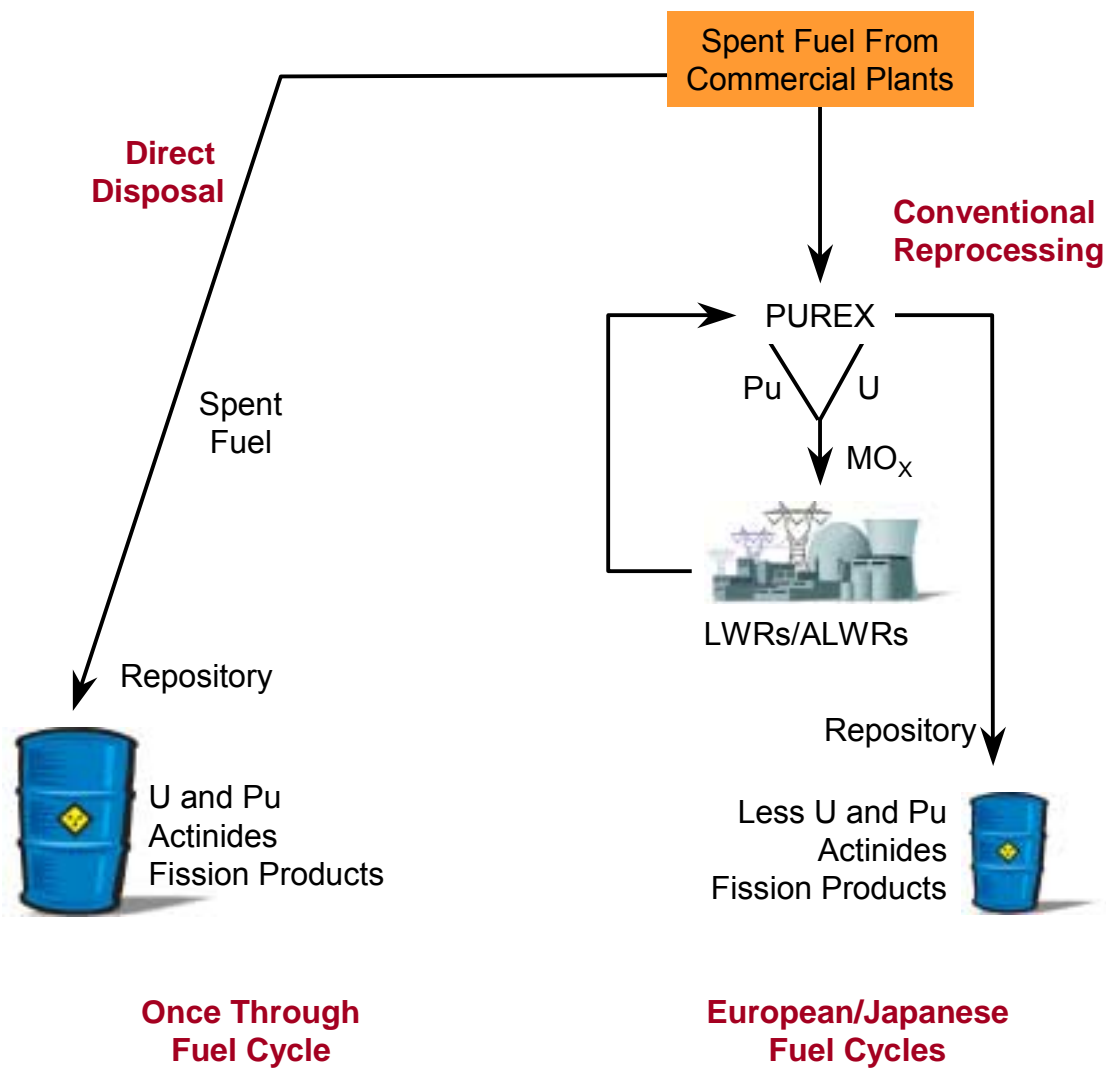 Spent Fuel From
Commercial Plants
Direct
Disposal
Conventional
Reprocessing
PUREX
Pu
U
MOX
Spent
Fuel
LWRs/ALWRs
Repository
Repository
U and Pu
Actinides
Fission Products
Less U and Pu
Actinides
Fission Products
Once Through
Fuel Cycle
European/Japanese
Fuel Cycles